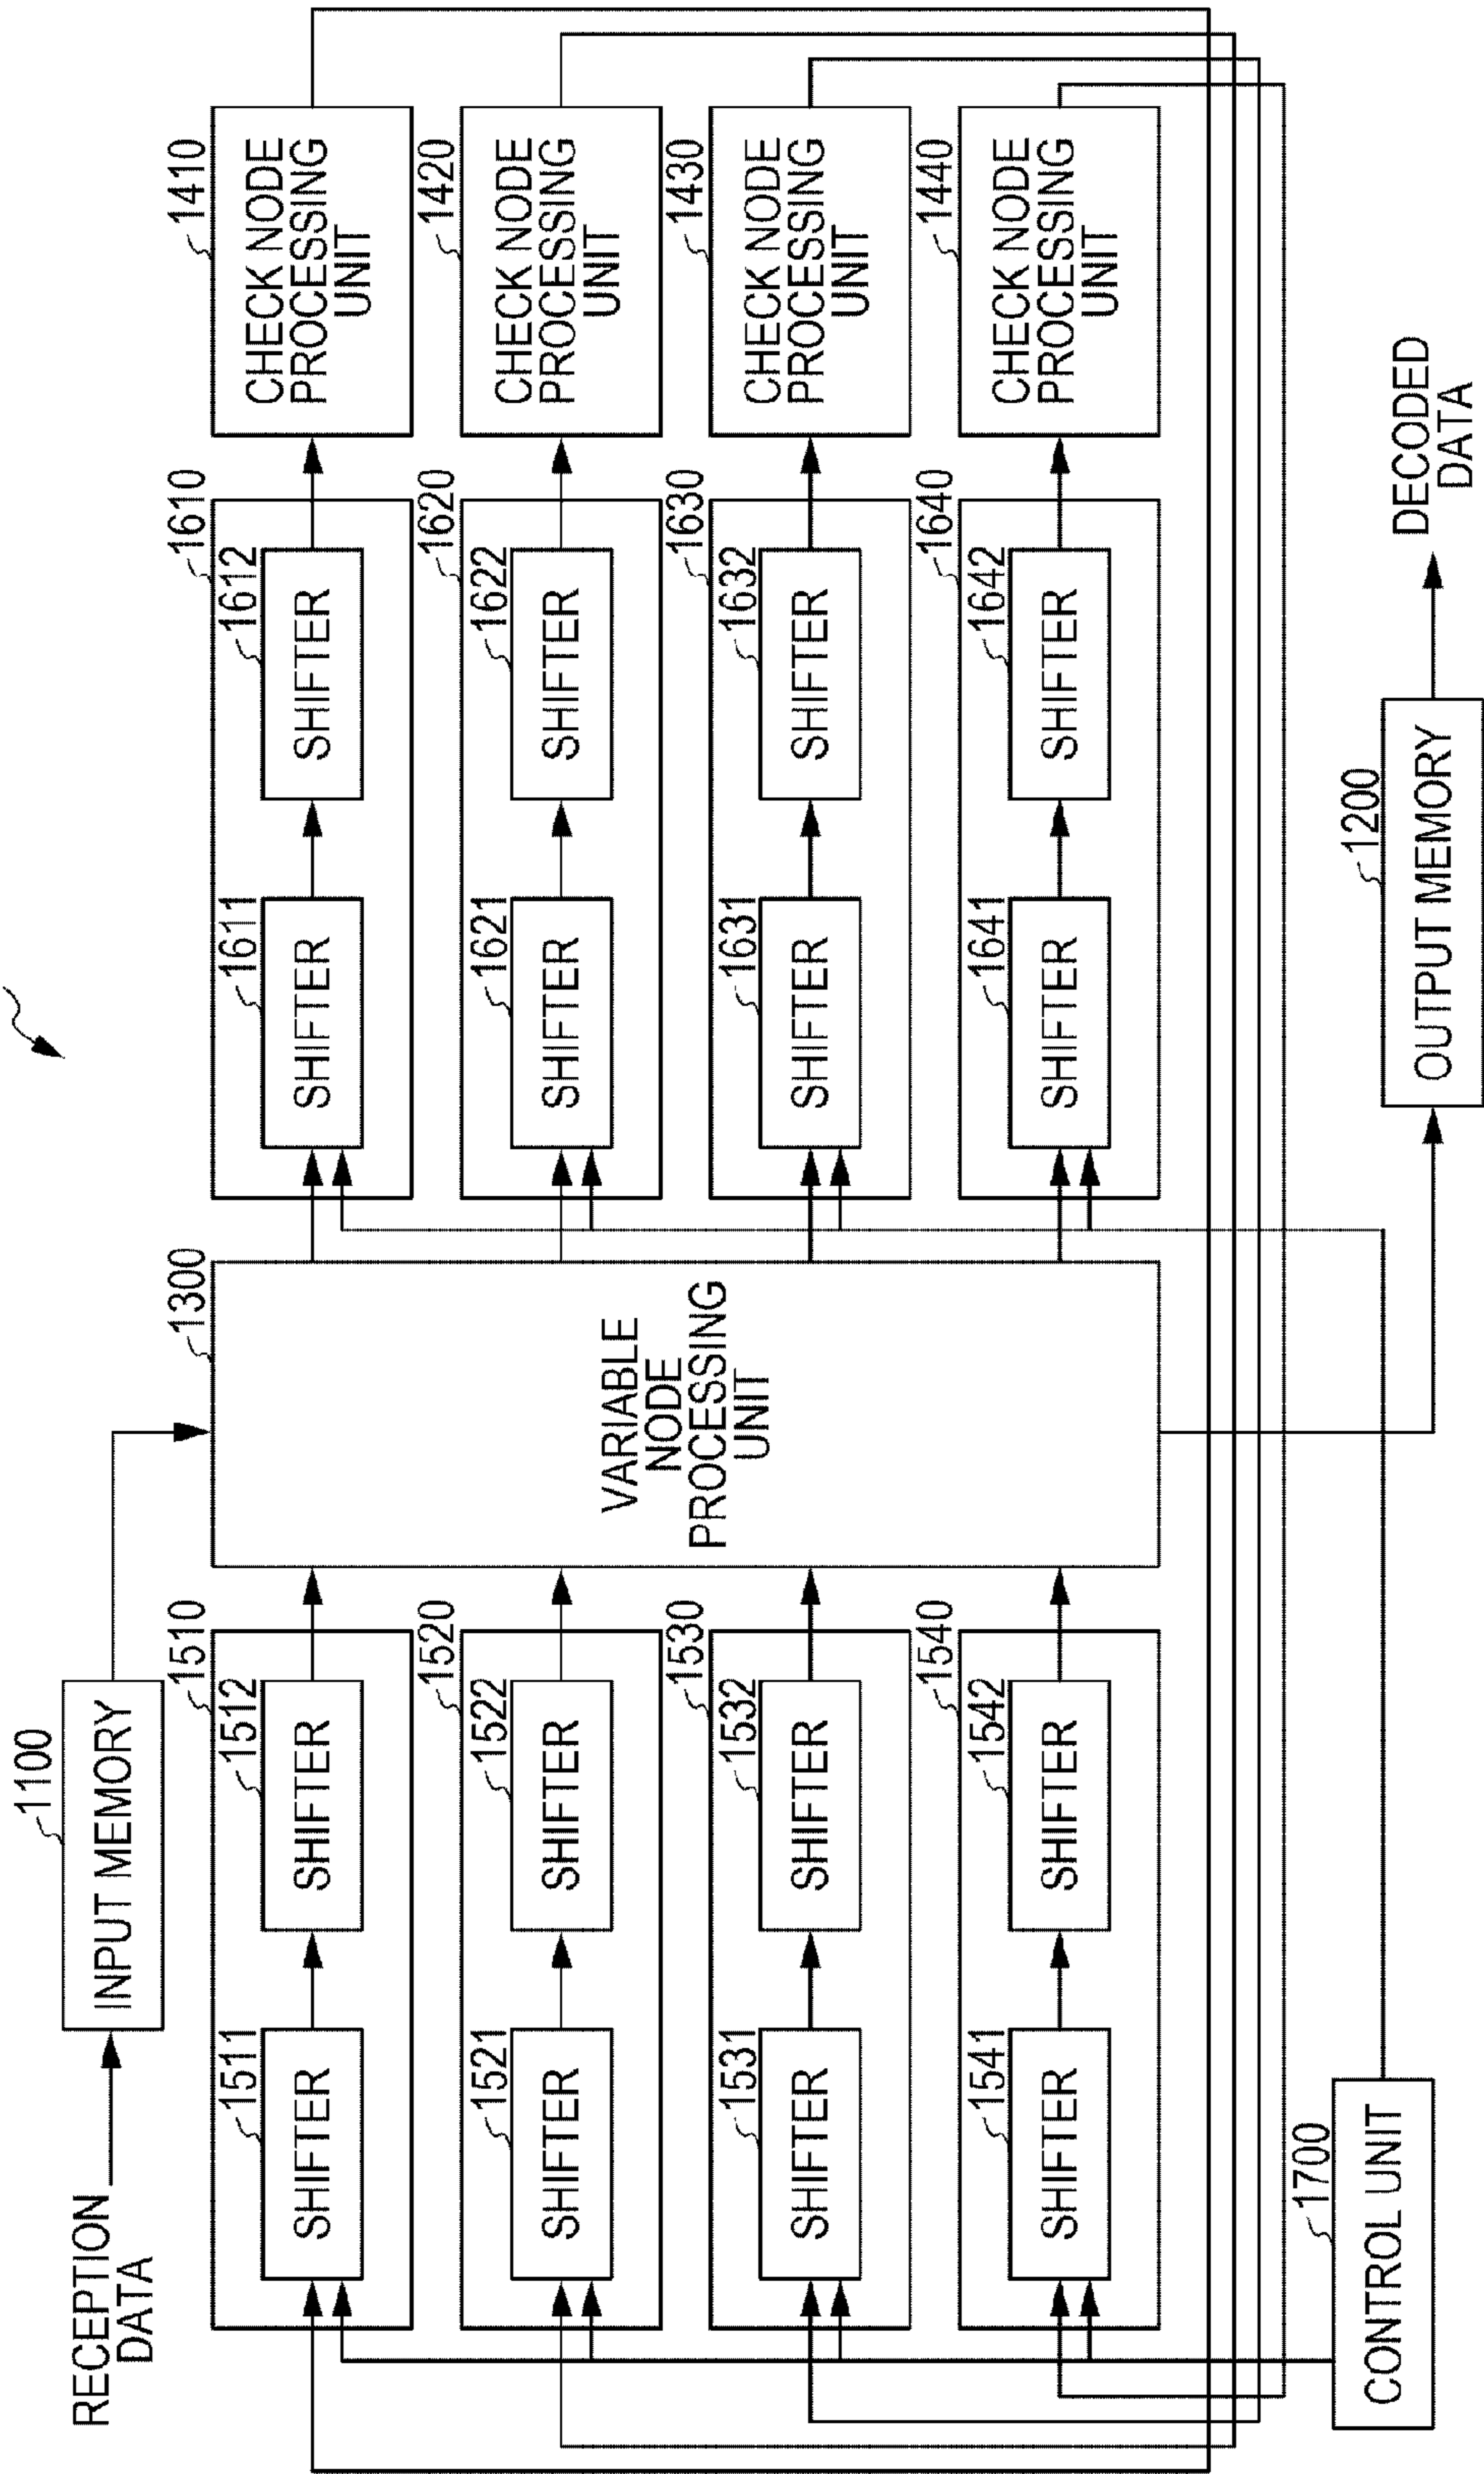 RECEPTION
DATA
1100
INPUT MEMORY
1510
1511
SHIFTER
1512
SHIFTER
1520
1521
SHIFTER
1522
SHIFTER
1530
1531
SHIFTER
1532
SHIFTER
1540
1541
SHIFTER
1542
SHIFTER
1300
VARIABLE
NODE
PROCESSING
UNIT
1610
1611
SHIFTER
1612
SHIFTER
1620
1621
SHIFTER
1622
SHIFTER
1630
1631
SHIFTER
1632
SHIFTER
1640
1641
SHIFTER
1642
SHIFTER
1410
CHECK NODE
PROCESSING
UNIT
1420
CHECK NODE
PROCESSING
UNIT
1430
CHECK NODE
PROCESSING
UNIT
1440
CHECK NODE
PROCESSING
UNIT
1700
CONTROL UNIT
1200
OUTPUT MEMORY
DECODED
DATA